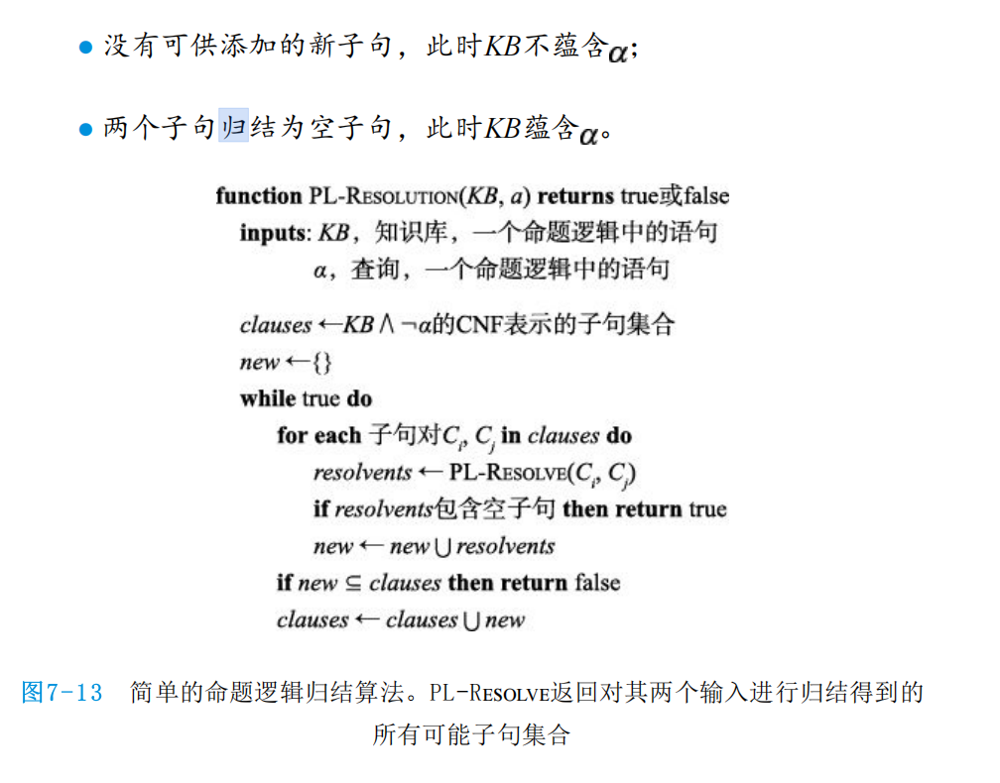 ● 没有可供添加的新子句，此时KB不蕴含α；
● 两个子句归结为空子句，此时KB蕴含α。
function PL-RESOLUTION(KB, a) returns true或false
inputs: KB，知识库，一个命题逻辑中的语句
α，查询，一个命题逻辑中的语句
clauses ←KB∧¬α的CNF表示的子句集合
new ←{}
while true do
for each 子句对Ci, Cj in clauses do
resolvents ← PL-RESOLVE(Ci, Cj)
if resolvents包含空子句 then return true
new ← new ∪ resolvents
if new ⊆ clauses then return false
clauses ← clauses ∪ new
图7-13 简单的命题逻辑归结算法。PL-RESOLVE返回对其两个输入进行归结得到的
所有可能子句集合